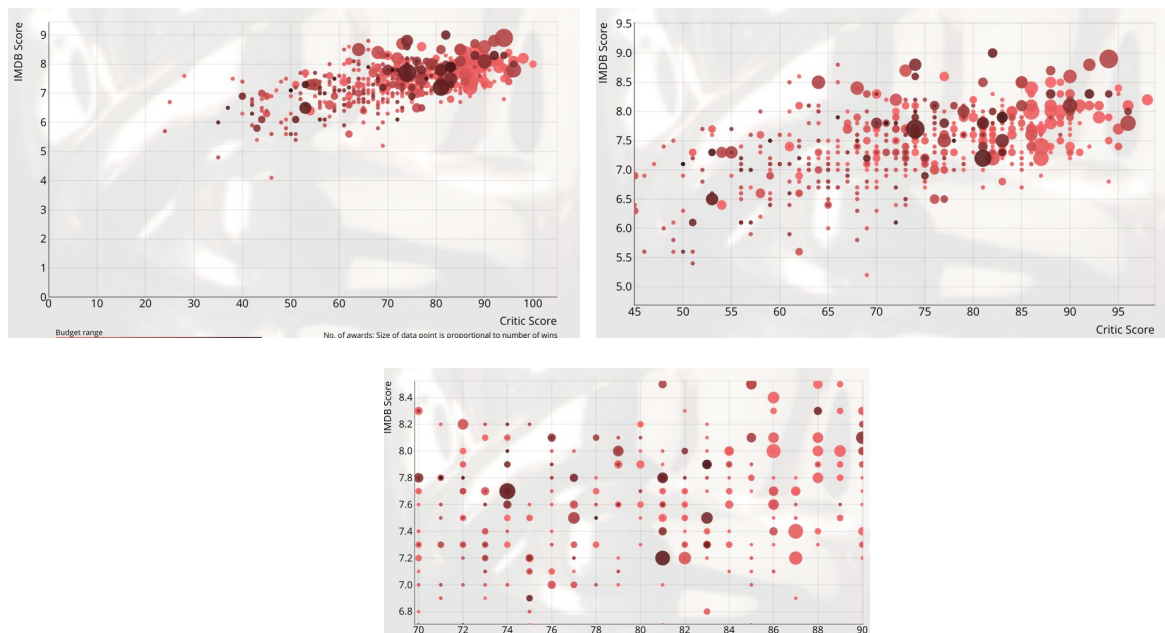 IMDB Score
9
8
7
6
5
4
3
2
1
0
0 10 20 30 40 50 60 70 80 90 100
Critic Score
Budget range
No. of awards: Size of data point is proportional to number of wins
IMDB Score
9.5
9.0
8.5
8.0
7.5
7.0
6.5
6.0
5.5
5.0
45 50 55 60 65 70 75 80 85 90 95
Critic Score
IMDB Score
8.4
8.2
8.0
7.8
7.6
7.4
7.2
7.0
6.8
70 72 74 76 78 80 82 84 86 88 90